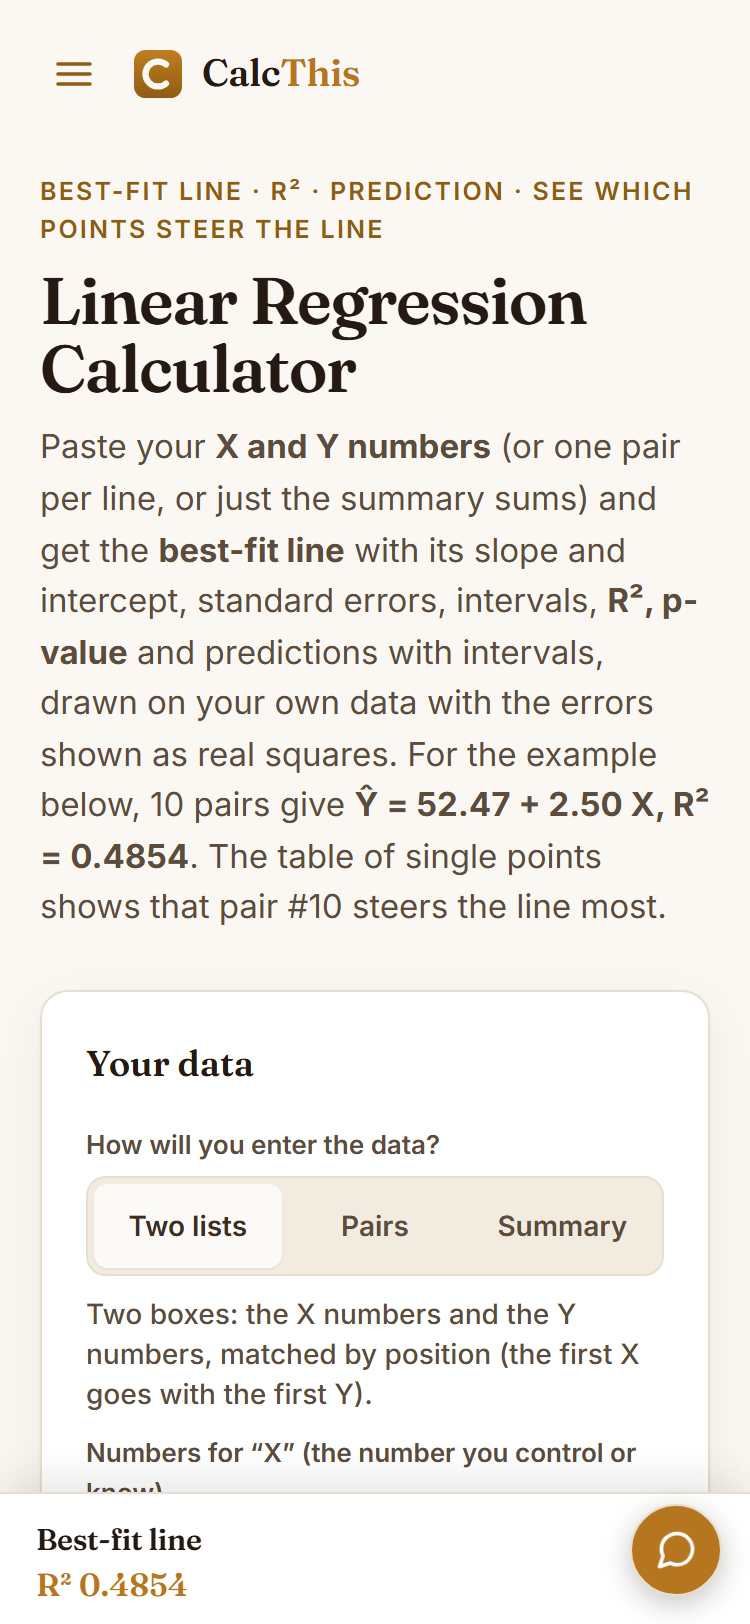 C CalcThis
BEST-FIT LINE · R² · PREDICTION · SEE WHICH
POINTS STEER THE LINE
Linear Regression
Calculator
Paste your X and Y numbers (or one pair
per line, or just the summary sums) and
get the best-fit line with its slope and
intercept, standard errors, intervals, R², p-
value and predictions with intervals,
drawn on your own data with the errors
shown as real squares. For the example
below, 10 pairs give Ŷ = 52.47 + 2.50 X, R²
= 0.4854. The table of single points
shows that pair #10 steers the line most.
Your data
How will you enter the data?
Two lists Pairs Summary
Two boxes: the X numbers and the Y
numbers, matched by position (the first X
goes with the first Y).
Numbers for “X” (the number you control or
know)
Best-fit line
R² 0.4854